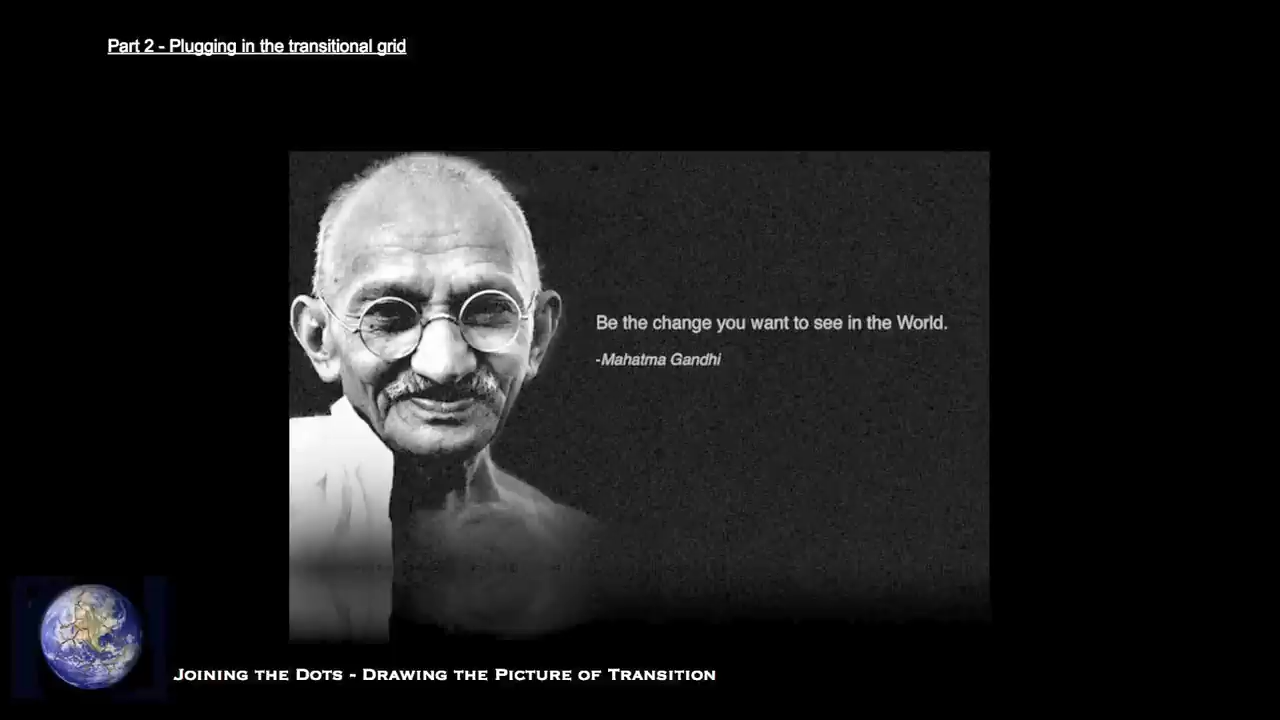 Part 2 - Plugging in the transitional grid
Be the change you want to see in the World.
-Mahatma Gandhi
Joining the Dots - Drawing the Picture of Transition